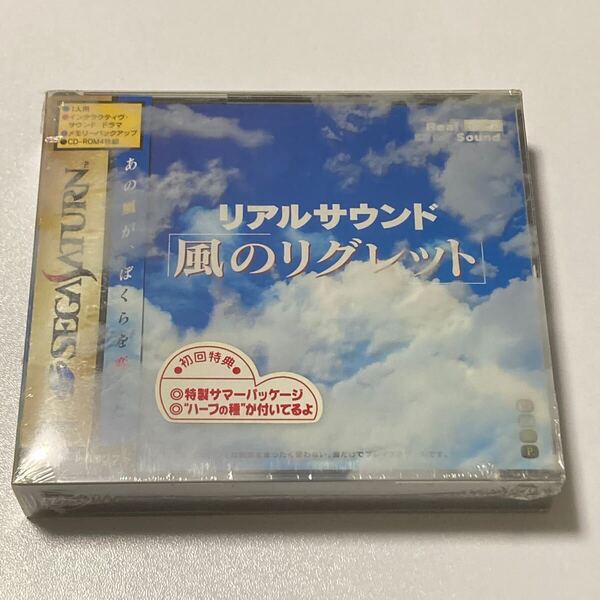 1人用
インタラクティヴ・
サウンド ドラマ
メモリーバックアップ
CD-ROM4枚組
SEGA SATURN
TM
あの風が、ぼくらを
Real
Sound
リアルサウンド
「風のリグレット」
●初回特典●
◎特製サマーパッケージ
◎"ハーブの種"が付いてるよ
P